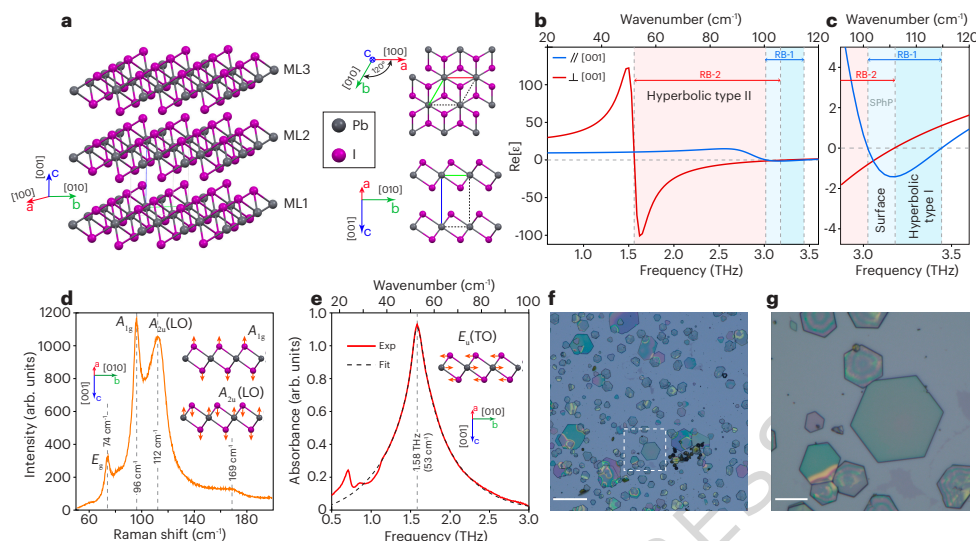 a
ML3
ML2
ML1
[001]
c
[100]
a
[010]
b
c
[100]
a
120°
[010]
b
Pb
I
a
[010]
b
[001]
c
b
Wavenumber (cm⁻¹)
20 40 60 80 100 120
// [001]
⊥ [001]
RB-1
RB-2
Hyperbolic type II
Re[ε]
100
50
0
-50
-100
1.0 1.5 2.0 2.5 3.0 3.5
Frequency (THz)
c
Wavenumber (cm⁻¹)
100 110 120
RB-1
RB-2
SPhP
4
2
0
-2
-4
Surface
Hyperbolic
type I
3.0 3.5
Frequency (THz)
d
Intensity (arb. units)
1200
1000
800
600
400
200
0
A1g
A2u(LO)
A1g
A2u(LO)
a
[010]
b
[001]
c
Eg
74 cm⁻¹
96 cm⁻¹
112 cm⁻¹
169 cm⁻¹
60 100 140 180
Raman shift (cm⁻¹)
e
Wavenumber (cm⁻¹)
20 40 60 80 100
Absorbance (arb. units)
1.0
0.8
0.6
0.4
0.2
0
Exp
Fit
Eu(TO)
a
[010]
b
[001]
c
1.58 THz
(53 cm⁻¹)
0.5 1.0 1.5 2.0 2.5 3.0
Frequency (THz)
f
g